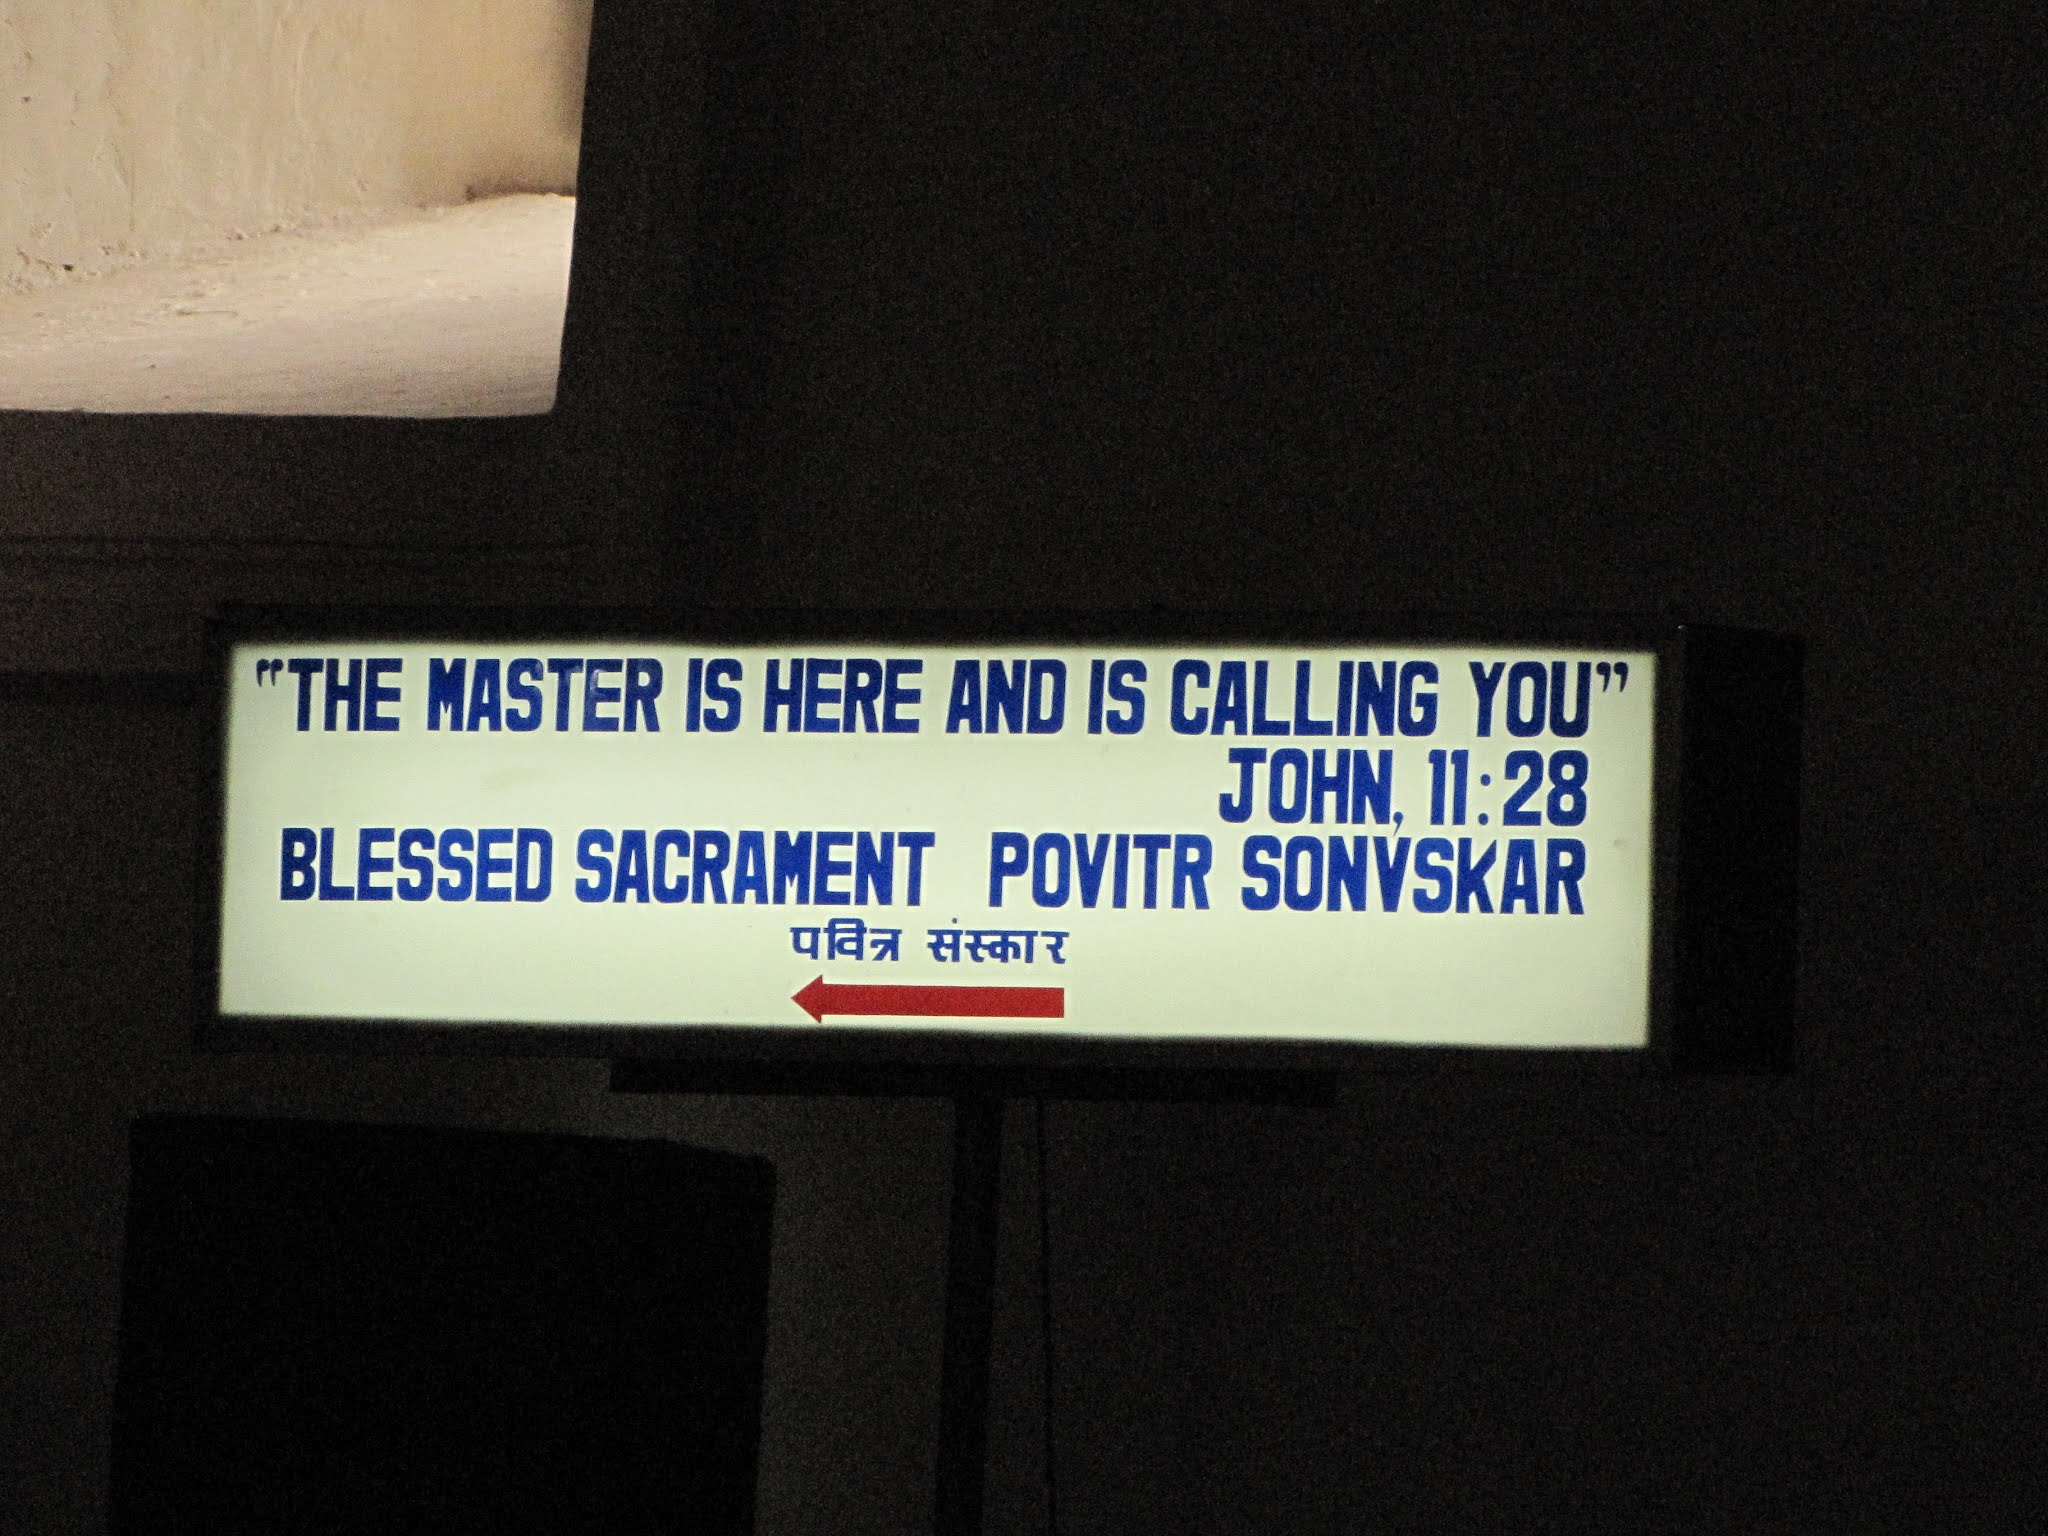 "THE MASTER IS HERE AND IS CALLING YOU"
JOHN, 11:28
BLESSED SACRAMENT POVITR SONVSKAR
पवित्र संस्कार